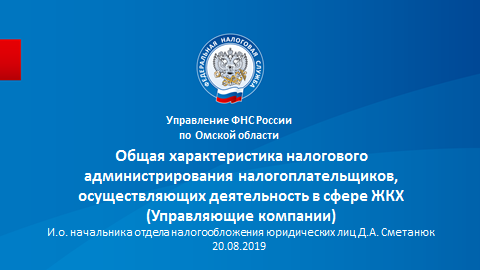 ФЕДЕРАЛЬНАЯ НАЛОГОВАЯ СЛУЖБА
Управление ФНС России
по Омской области
Общая характеристика налогового
администрирования налогоплательщиков,
осуществляющих деятельность в сфере ЖКХ
(Управляющие компании)
И.о. начальника отдела налогообложения юридических лиц Д.А. Сметанюк
20.08.2019